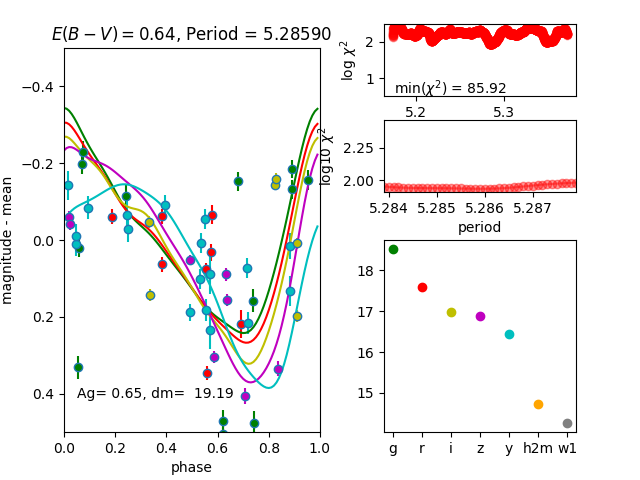 E(B − V) = 0.64, Period = 5.28590
magnitude - mean
−0.4
−0.2
0.0
0.2
0.4
Ag= 0.65, dm=  19.19
0.0 0.2 0.4 0.6 0.8 1.0
phase
log χ²
2
1
min(χ²) = 85.92
5.2 5.3
log10 χ²
2.25
2.00
5.284 5.285 5.286 5.287
period
18
17
16
15
g r i z y h2m w1